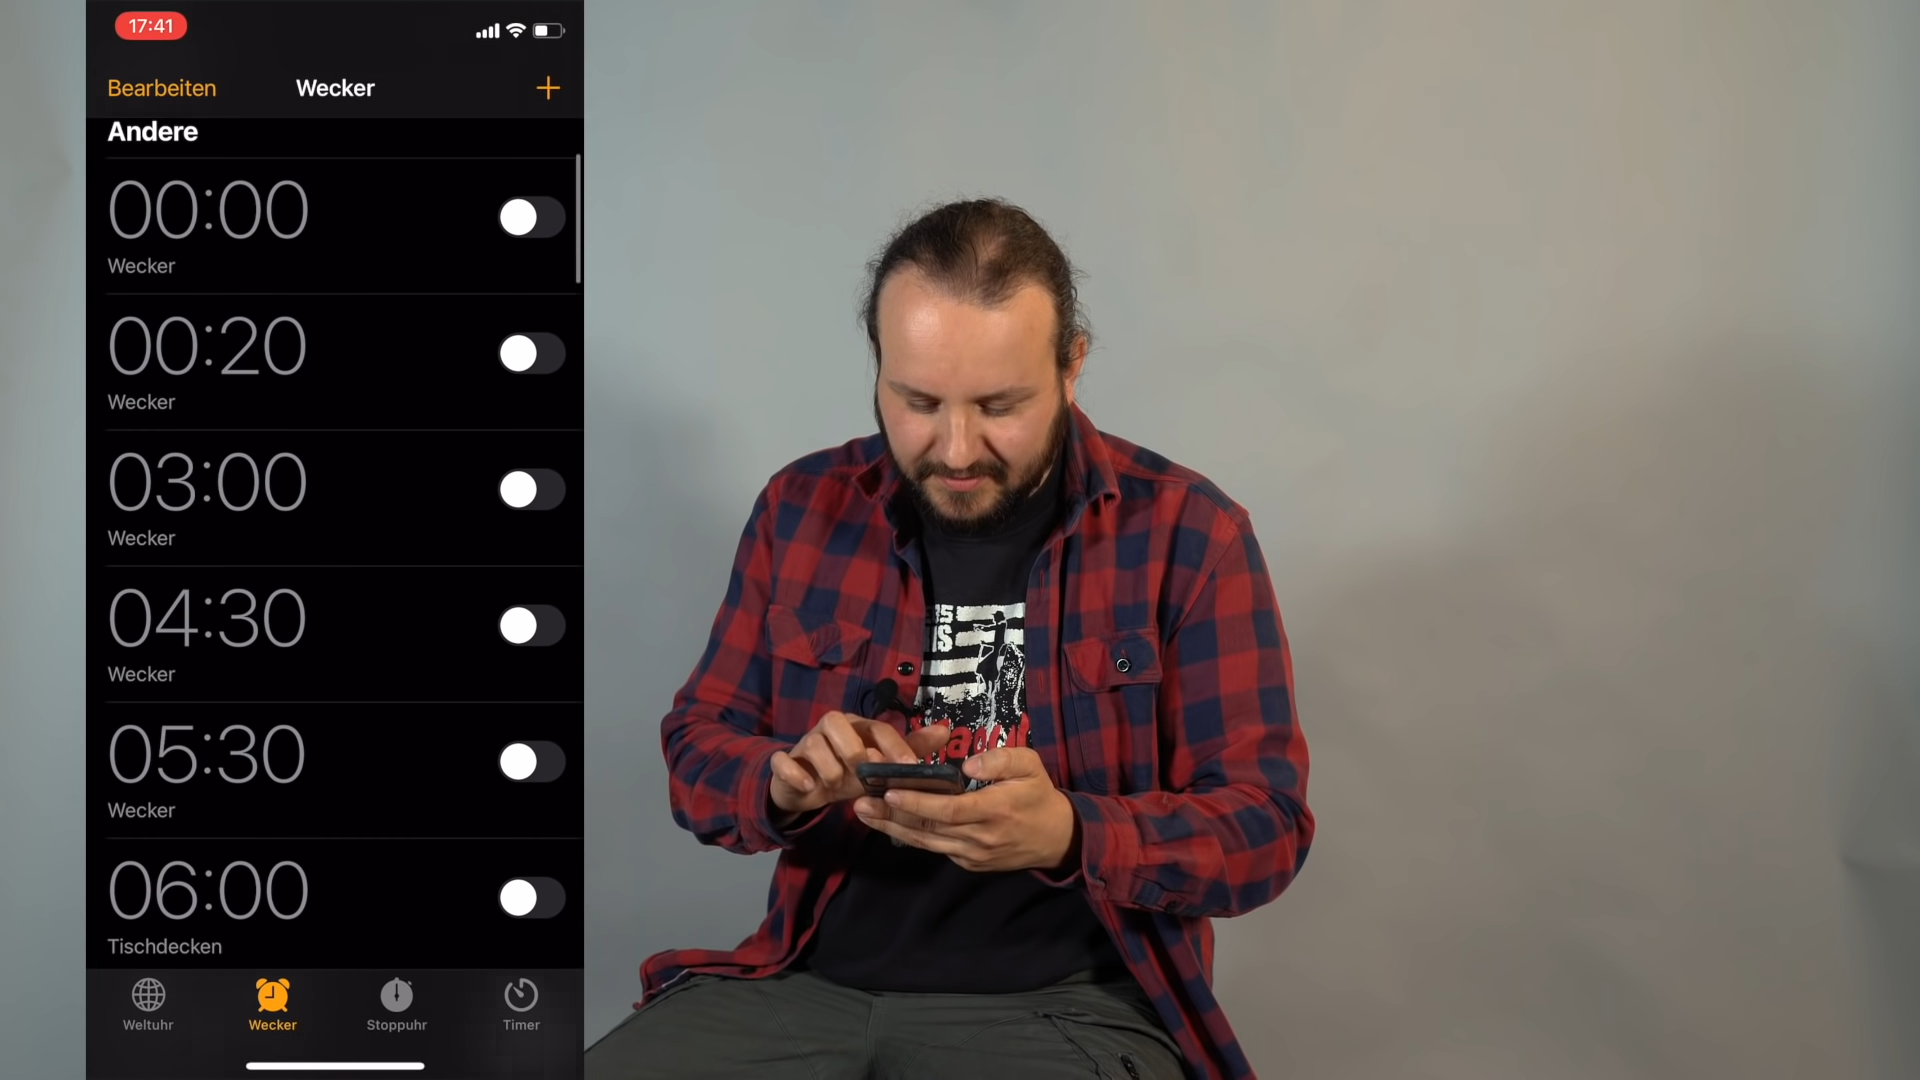 17:41
Bearbeiten Wecker +
Andere
00:00
Wecker
00:20
Wecker
03:00
Wecker
04:30
Wecker
05:30
Wecker
06:00
Tischdecken
Weltuhr Wecker Stoppuhr Timer